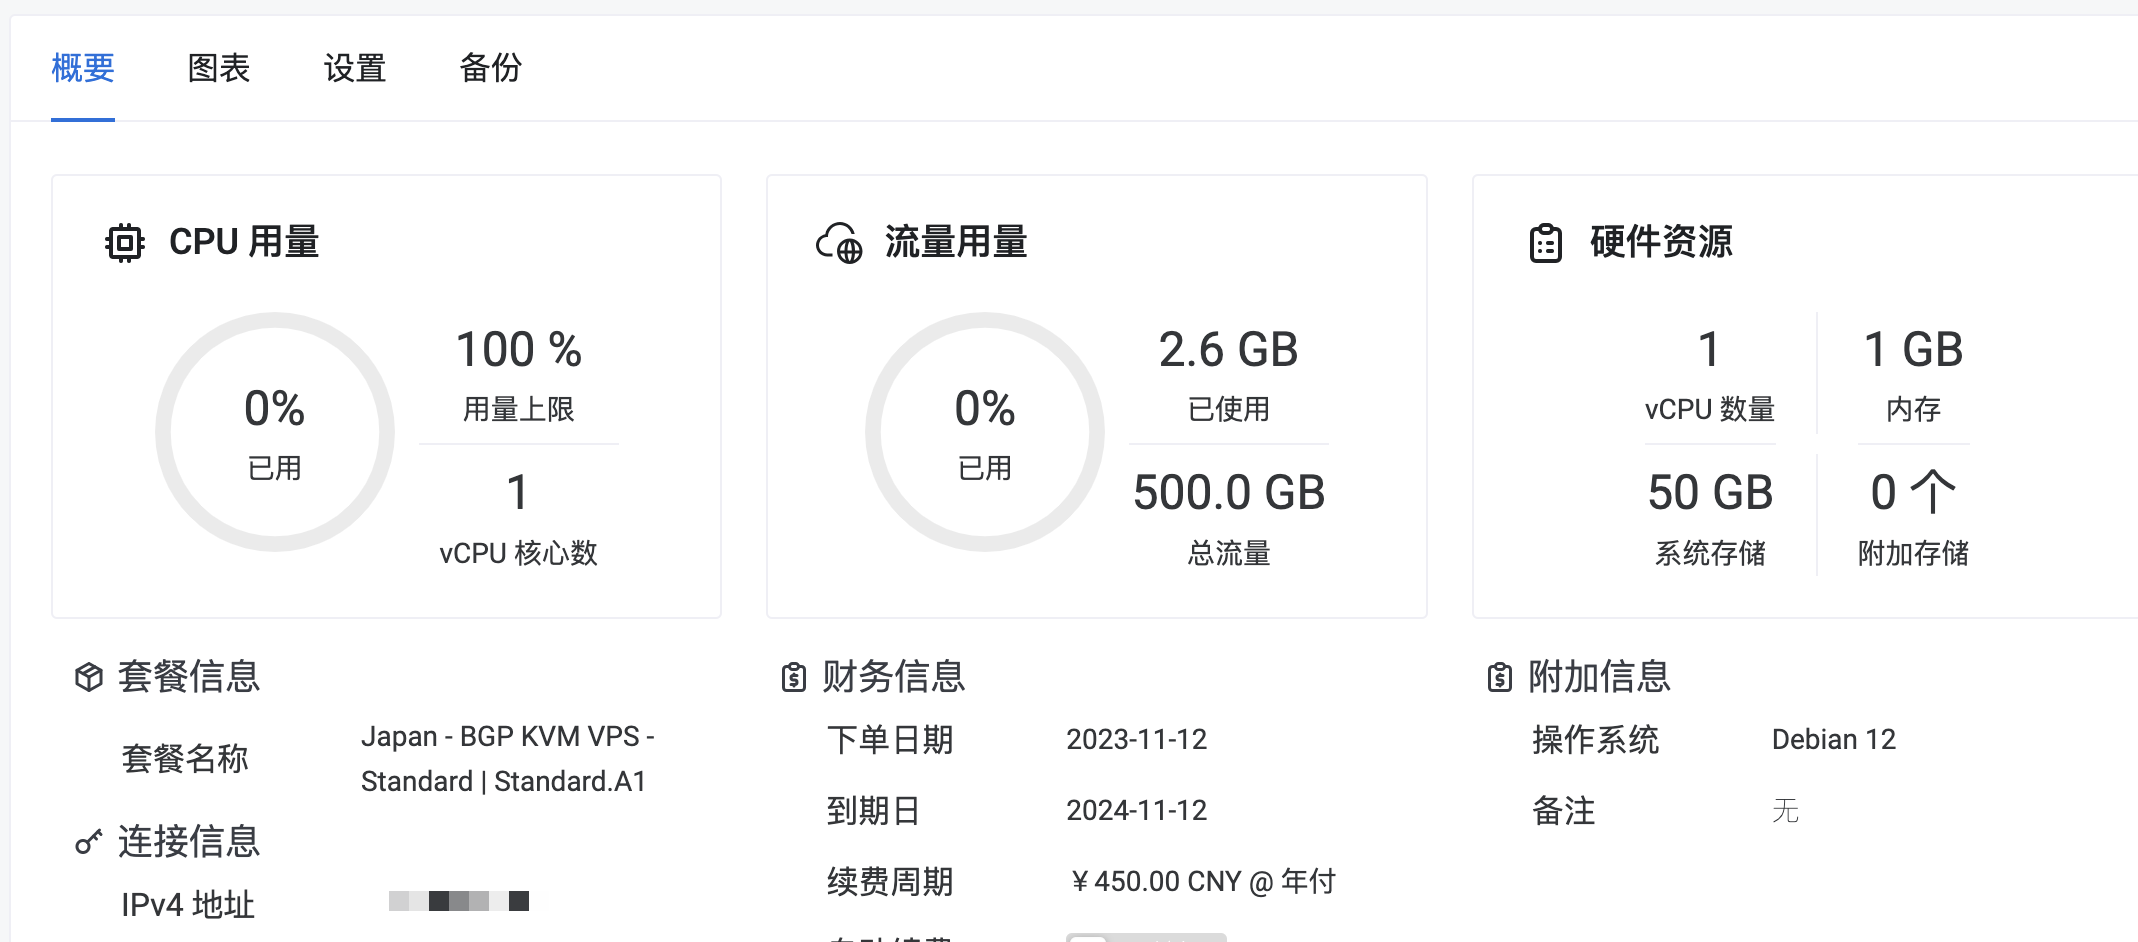 概要
图表
设置
备份
CPU 用量
0%
已用
100 %
用量上限
1
vCPU 核心数
流量用量
0%
已用
2.6 GB
已使用
500.0 GB
总流量
硬件资源
1
vCPU 数量
1 GB
内存
50 GB
系统存储
0 个
附加存储
套餐信息
套餐名称
Japan - BGP KVM VPS -
Standard | Standard.A1
连接信息
IPv4 地址
财务信息
下单日期
2023-11-12
到期日
2024-11-12
续费周期
¥ 450.00 CNY @ 年付
附加信息
操作系统
Debian 12
备注
无